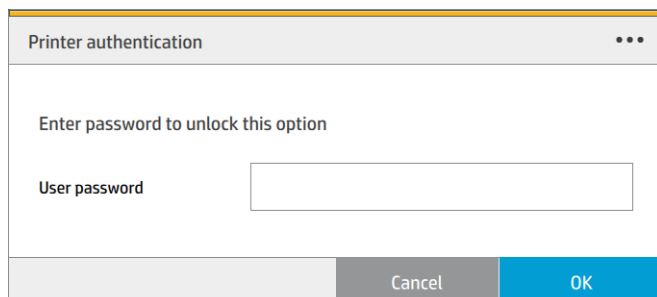 Printer authentication
Enter password to unlock this option
User password
Cancel OK